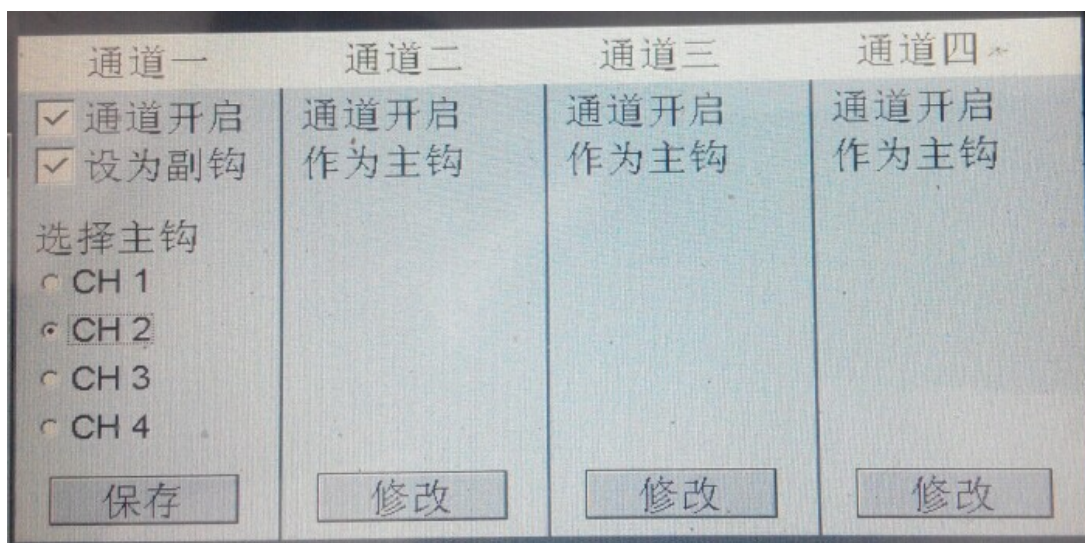 通道一
通道开启
设为副钩
选择主钩
CH 1
CH 2
CH 3
CH 4
保存
通道二
通道开启
作为主钩
修改
通道三
通道开启
作为主钩
修改
通道四
通道开启
作为主钩
修改